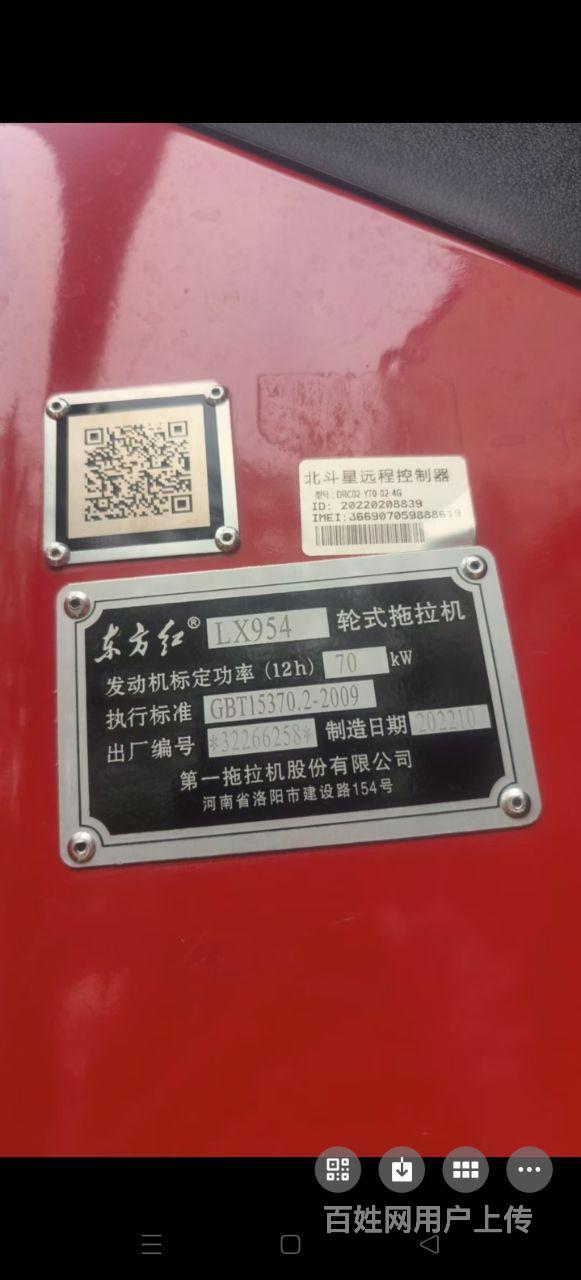 北斗星远程控制器
型号:DRC02-YTO-02-4G
ID: 20220208839
IMEI:366907059888619
东方红® LX954 轮式拖拉机
发动机标定功率 (12h) 70 kW
执行标准 GBT15370.2-2009
出厂编号 *32266258* 制造日期 202210
第一拖拉机股份有限公司
河南省洛阳市建设路154号
百姓网用户上传